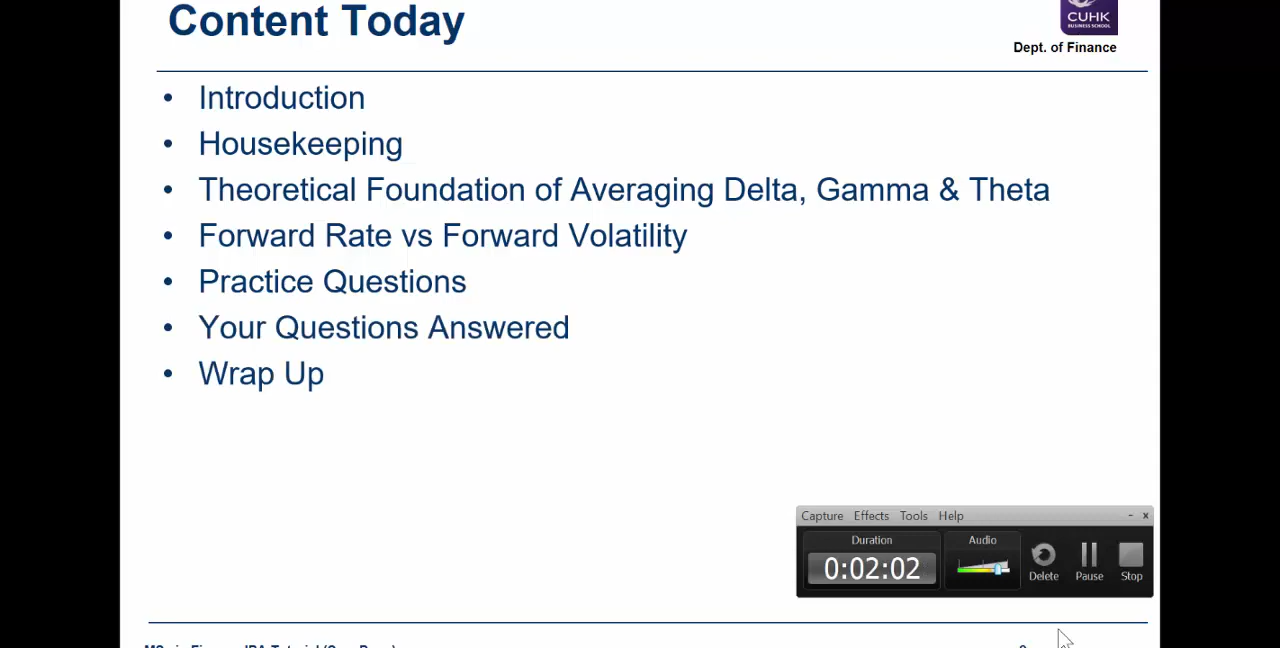 Content Today
CUHK
BUSINESS SCHOOL
Dept. of Finance
• Introduction
• Housekeeping
• Theoretical Foundation of Averaging Delta, Gamma & Theta
• Forward Rate vs Forward Volatility
• Practice Questions
• Your Questions Answered
• Wrap Up
Capture Effects Tools Help
Duration
Audio
0:02:02
Delete Pause Stop